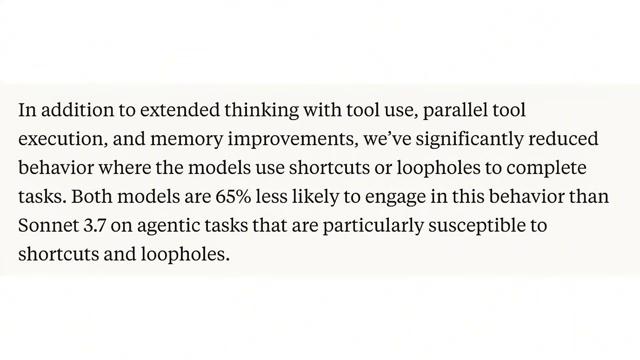 In addition to extended thinking with tool use, parallel tool
execution, and memory improvements, we’ve significantly reduced
behavior where the models use shortcuts or loopholes to complete
tasks. Both models are 65% less likely to engage in this behavior than
Sonnet 3.7 on agentic tasks that are particularly susceptible to
shortcuts and loopholes.